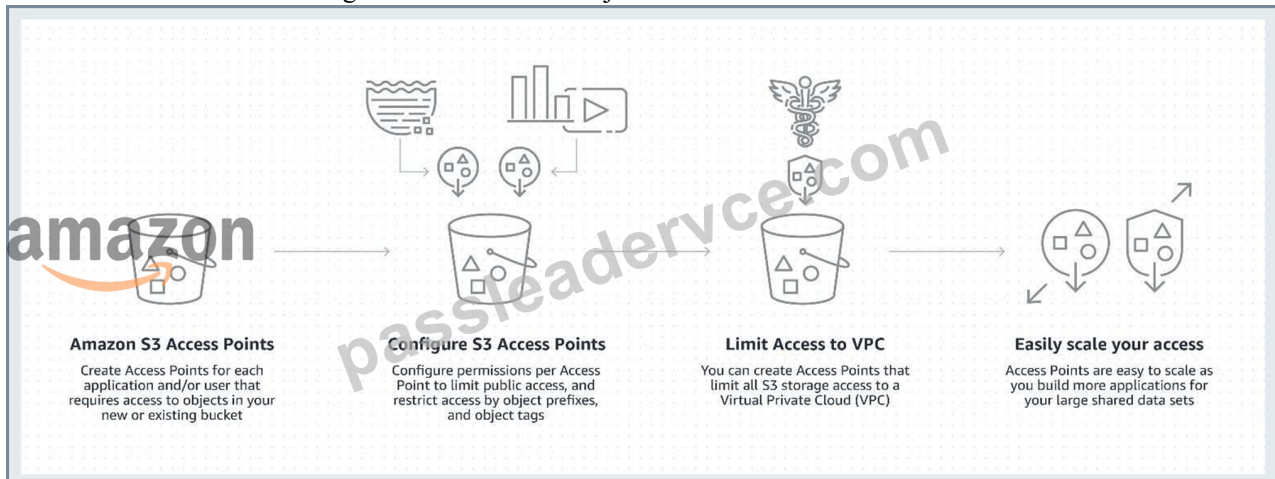 amazon
passleadervce.com
Amazon S3 Access Points
Create Access Points for each
application and/or user that
requires access to objects in your
new or existing bucket
Configure S3 Access Points
Configure permissions per Access
Point to limit public access, and
restrict access by object prefixes,
and object tags
Limit Access to VPC
You can create Access Points that
limit all S3 storage access to a
Virtual Private Cloud (VPC)
Easily scale your access
Access Points are easy to scale as
you build more applications for
your large shared data sets